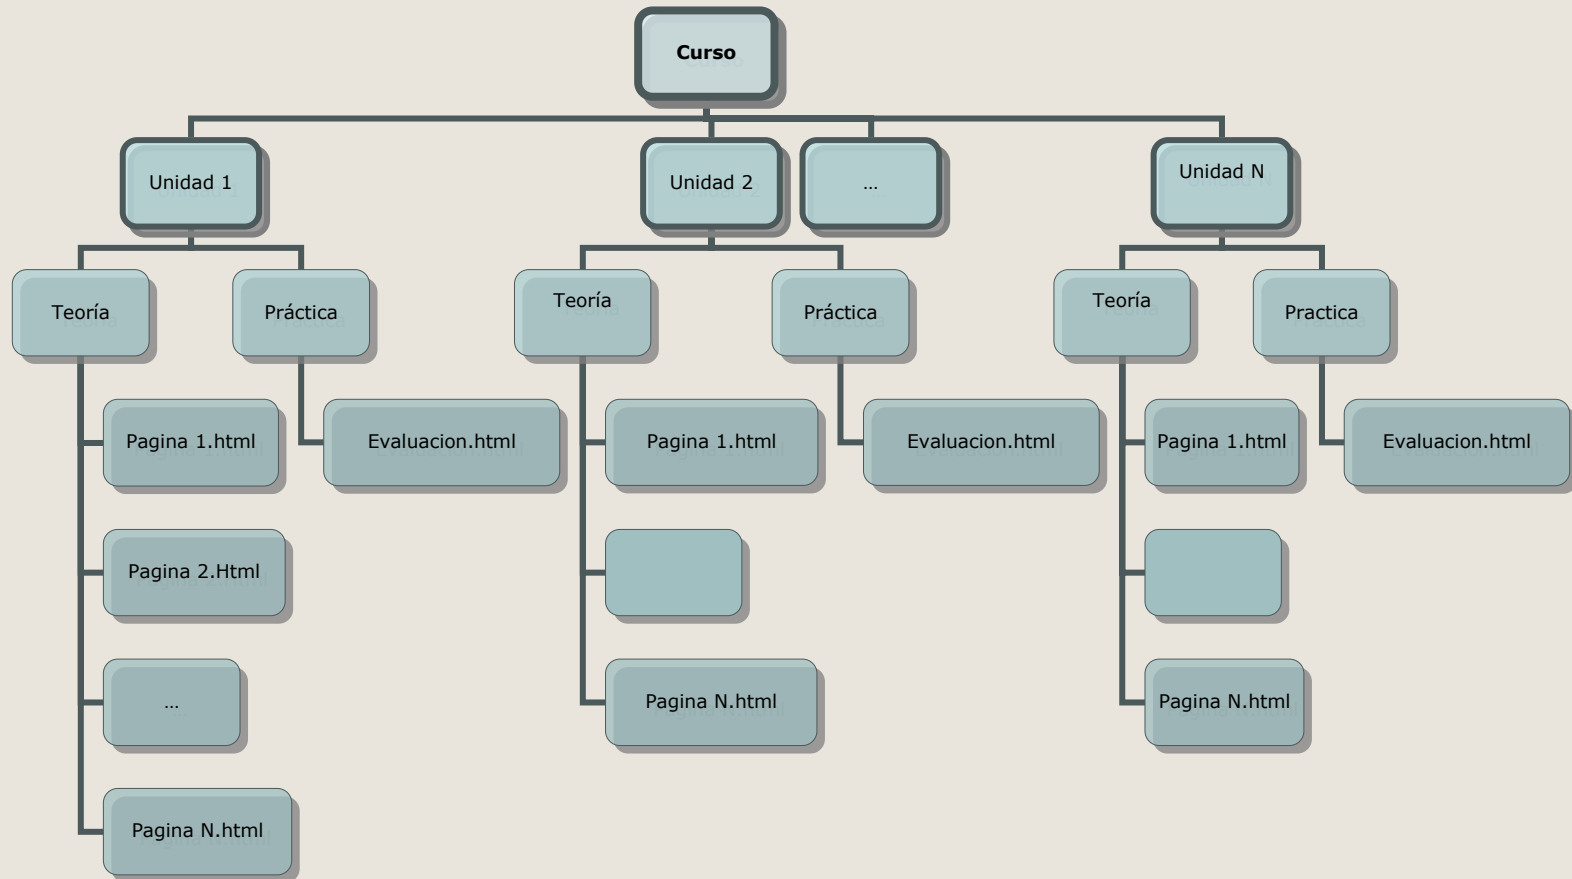 Curso
Unidad 1
Unidad 2
...
Unidad N
Teoría
Práctica
Teoría
Práctica
Teoría
Practica
Pagina 1.html
Evaluacion.html
Pagina 1.html
Evaluacion.html
Pagina 1.html
Evaluacion.html
Pagina 2.Html
...
Pagina N.html
Pagina N.html
Pagina N.html